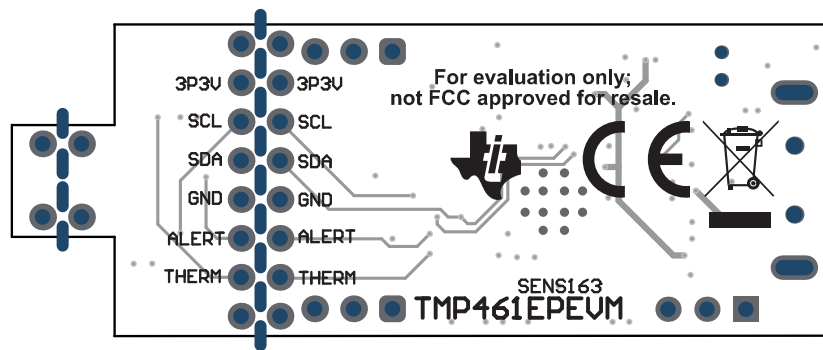 3P3V 3P3V
For evaluation only;
not FCC approved for resale.
SCL SCL
SDA SDA
GND GND
ALERT ALERT
THERM THERM
SENS163
TMP461EPEVM